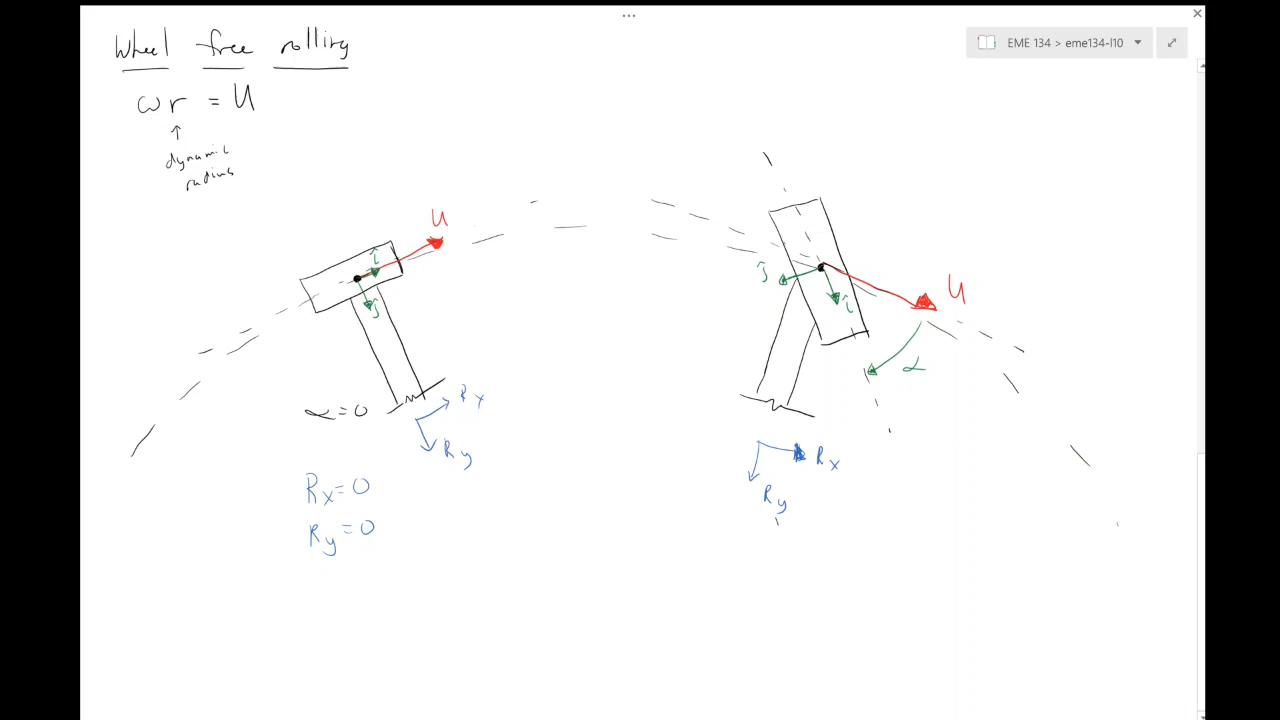 Wheel free rolling
EME 134 > eme134-l10
ωr = U
↑
dynamic
radius
U
î
ĵ
U
ĵ
î
α
α=0
Rx
Ry
Rx
Ry
Rx=0
Ry=0